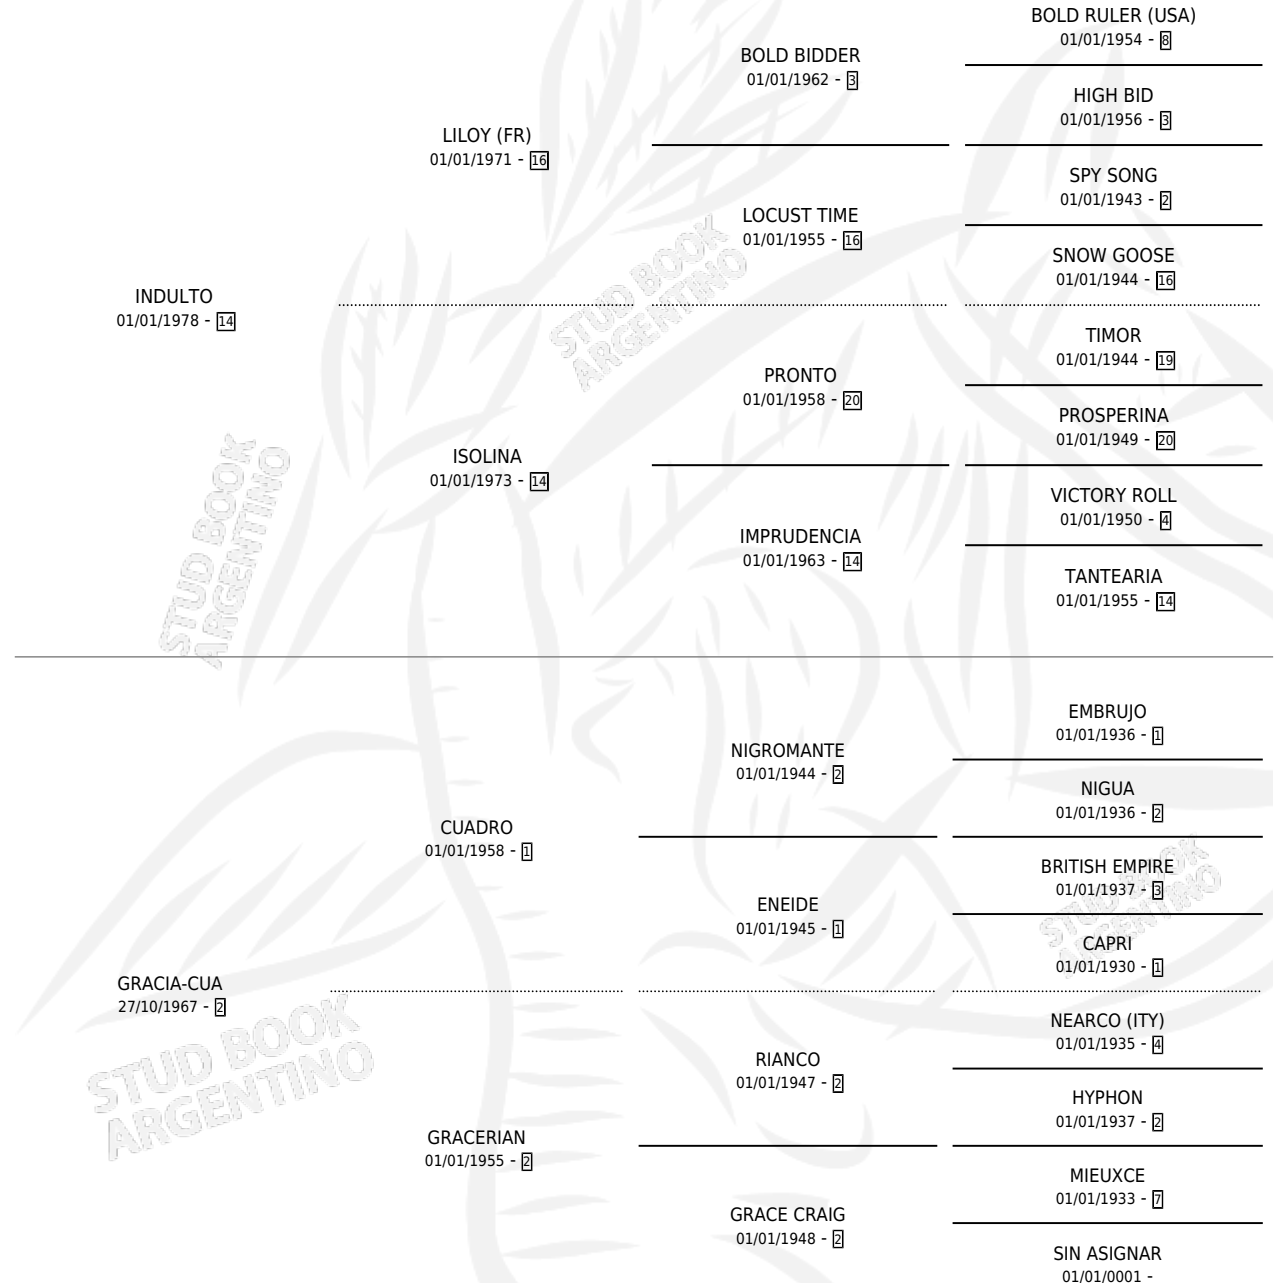 BOLD RULER (USA)
01/01/1954 - 8
BOLD BIDDER
01/01/1962 - 3
HIGH BID
01/01/1956 - 3
LILOY (FR)
01/01/1971 - 16
SPY SONG
01/01/1943 - 2
LOCUST TIME
01/01/1955 - 16
SNOW GOOSE
01/01/1944 - 16
STUD BOOK
ARGENTINO
INDULTO
01/01/1978 - 14
TIMOR
01/01/1944 - 19
PRONTO
01/01/1958 - 20
PROSPERINA
01/01/1949 - 20
ISOLINA
01/01/1973 - 14
VICTORY ROLL
01/01/1950 - 4
IMPRUDENCIA
01/01/1963 - 14
TANTEARIA
01/01/1955 - 14
STUD BOOK
ARGENTINO
EMBRUJO
01/01/1936 - 1
NIGROMANTE
01/01/1944 - 2
NIGUA
01/01/1936 - 2
CUADRO
01/01/1958 - 1
BRITISH EMPIRE
01/01/1937 - 3
ENEIDE
01/01/1945 - 1
CAPRI
01/01/1930 - 1
STUD BOOK
ARGENTINO
GRACIA-CUA
27/10/1967 - 2
NEARCO (ITY)
01/01/1935 - 4
RIANCO
01/01/1947 - 2
HYPHON
01/01/1937 - 2
STUD BOOK
ARGENTINO
GRACERIAN
01/01/1955 - 2
MIEUXCE
01/01/1933 - 7
GRACE CRAIG
01/01/1948 - 2
SIN ASIGNAR
01/01/0001 -